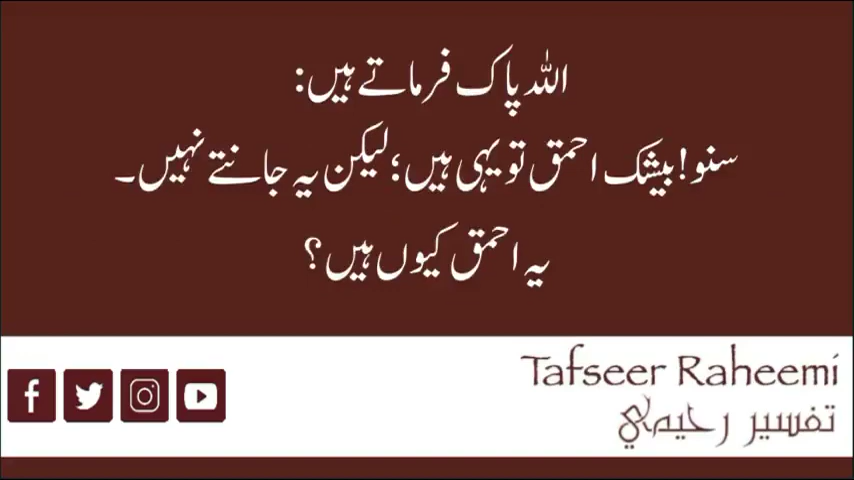 اللہ پاک فرماتے ہیں:
سنو! بیشک احمق تو یہی ہیں؛ لیکن یہ جانتے نہیں۔
یہ احمق کیوں ہیں؟
Tafseer Raheemi
تفسیر رحیمی